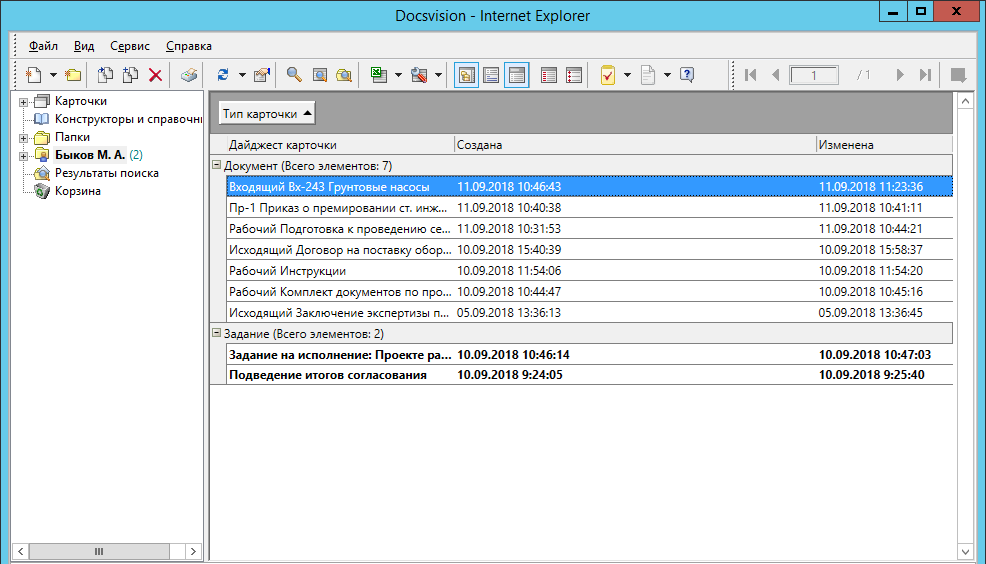 Docsvision - Internet Explorer
Файл Вид Сервис Справка
1 / 1
Карточки
Конструкторы и справочни
Папки
Быков М. А. (2)
Результаты поиска
Корзина
Тип карточки
Дайджест карточки Создана Изменена
Документ (Всего элементов: 7)
Входящий Вх-243 Грунтовые насосы 11.09.2018 10:46:43 11.09.2018 11:23:36
Пр-1 Приказ о премировании ст. инж... 11.09.2018 10:40:38 11.09.2018 10:41:11
Рабочий Подготовка к проведению се... 11.09.2018 10:31:53 11.09.2018 10:44:21
Исходящий Договор на поставку обор... 10.09.2018 15:40:39 10.09.2018 15:58:37
Рабочий Инструкции 10.09.2018 11:54:06 10.09.2018 11:54:20
Рабочий Комплект документов по про... 10.09.2018 10:44:47 10.09.2018 10:45:16
Исходящий Заключение экспертизы п... 05.09.2018 13:36:13 05.09.2018 13:36:45
Задание (Всего элементов: 2)
Задание на исполнение: Проекте ра... 10.09.2018 10:46:14 10.09.2018 10:47:03
Подведение итогов согласования 10.09.2018 9:24:05 10.09.2018 9:25:40